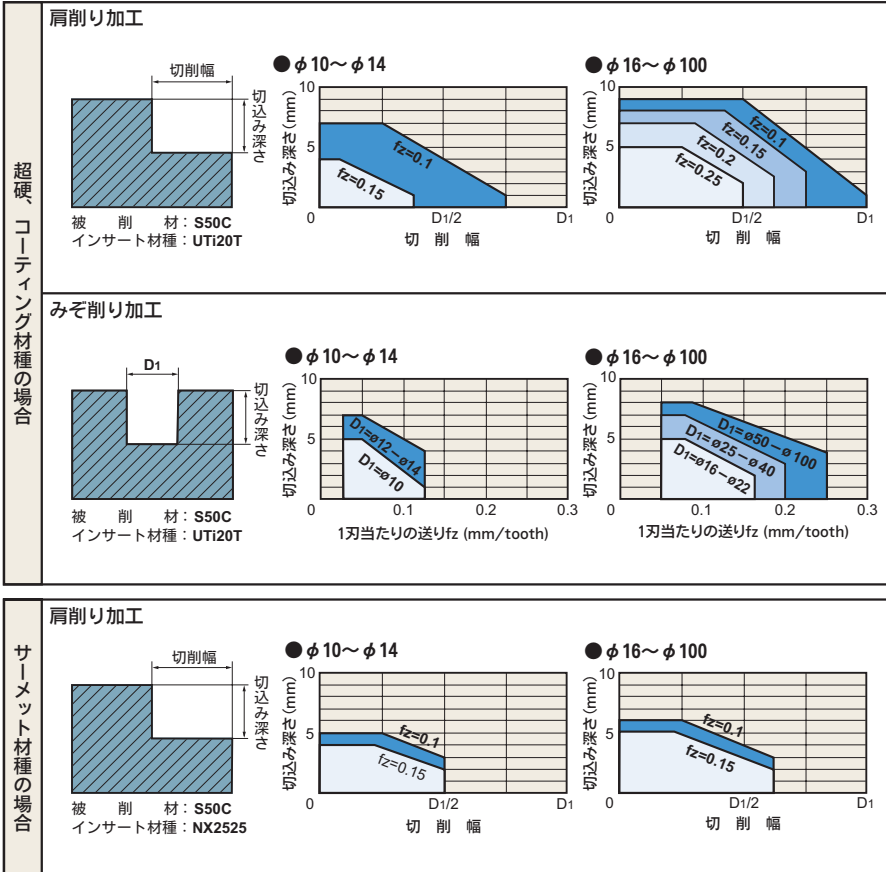 超硬、コーティング材種の場合
肩削り加工
切削幅
切込み深さ
被削材：S50C
インサート材種：UTi20T
●φ10～φ14
切込み深さ(mm)
10
5
0
fz=0.1
fz=0.15
D1/2
D1
切削幅
●φ16～φ100
切込み深さ(mm)
10
5
0
fz=0.1
fz=0.15
fz=0.2
fz=0.25
D1/2
D1
切削幅
みぞ削り加工
D1
切込み深さ
被削材：S50C
インサート材種：UTi20T
●φ10～φ14
切込み深さ(mm)
10
5
0
D1=ø12－ø14
D1=ø10
0.1
0.2
0.3
1刃当たりの送りfz (mm/tooth)
●φ16～φ100
切込み深さ(mm)
10
5
0
D1=ø50－ø100
D1=ø25－ø40
D1=ø16－ø22
0.1
0.2
0.3
1刃当たりの送りfz (mm/tooth)
サーメット材種の場合
肩削り加工
切削幅
切込み深さ
被削材：S50C
インサート材種：NX2525
●φ10～φ14
切込み深さ(mm)
10
5
0
fz=0.1
fz=0.15
D1/2
D1
切削幅
●φ16～φ100
切込み深さ(mm)
10
5
0
fz=0.1
fz=0.15
D1/2
D1
切削幅